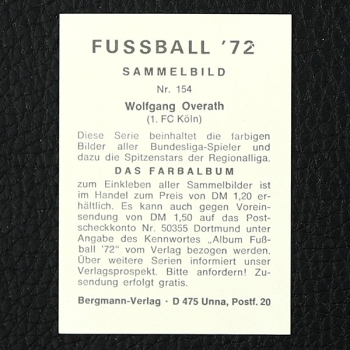 FUSSBALL '72
SAMMELBILD
Nr. 154
Wolfgang Overath
(1. FC Köln)
Diese Serie beinhaltet die farbigen
Bilder aller Bundesliga-Spieler und
dazu die Spitzenstars der Regionalliga.
DAS FARBALBUM
zum Einkleben aller Sammelbilder ist
im Handel zum Preis von DM 1,20 er-
hältlich. Es kann auch gegen Vorein-
sendung von DM 1,50 auf das Post-
scheckkonto Nr. 50355 Dortmund unter
Angabe des Kennwortes „Album Fuß-
ball '72” vom Verlag bezogen werden.
Über weitere Serien informiert unser
Verlagsprospekt. Bitte anfordern! Zu-
sendung erfolgt gratis.
Bergmann-Verlag · D 475 Unna, Postf. 20